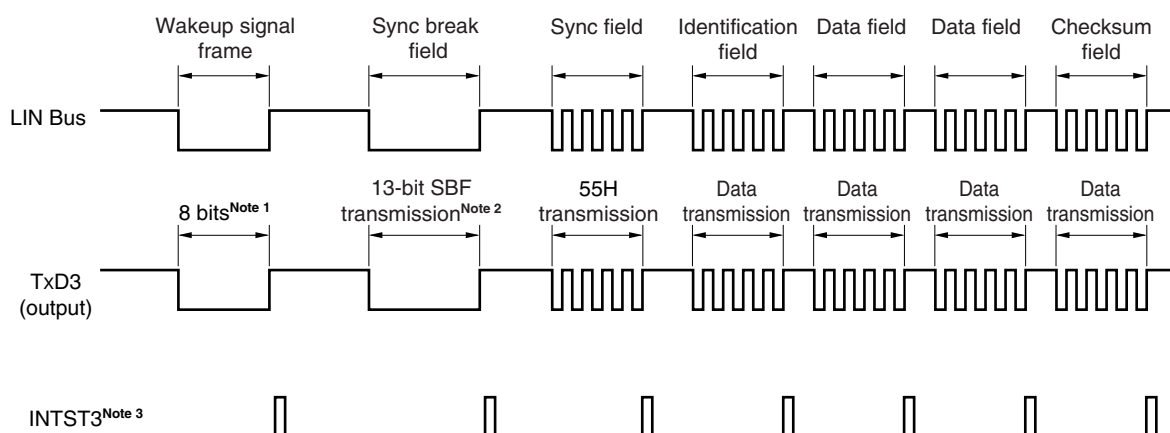 Wakeup signal frame
Sync break field
Sync field
Identification field
Data field
Data field
Checksum field
LIN Bus
8 bitsNote 1
13-bit SBF transmissionNote 2
55H transmission
Data transmission
Data transmission
Data transmission
Data transmission
TxD3 (output)
INTST3Note 3